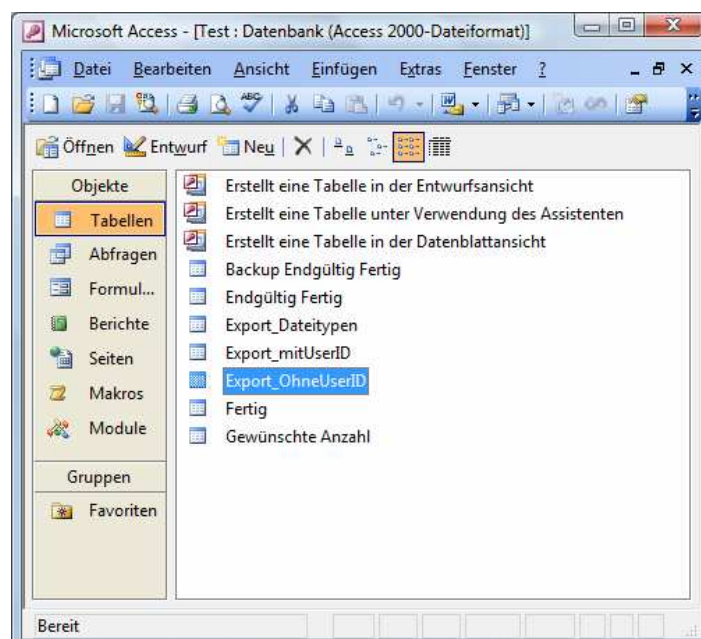 Microsoft Access - [Test : Datenbank (Access 2000-Dateiformat)]
Datei Bearbeiten Ansicht Einfügen Extras Fenster ?
Öffnen Entwurf Neu
Objekte
Tabellen
Abfragen
Formul...
Berichte
Seiten
Makros
Module
Gruppen
Favoriten
Erstellt eine Tabelle in der Entwurfsansicht
Erstellt eine Tabelle unter Verwendung des Assistenten
Erstellt eine Tabelle in der Datenblattansicht
Backup Endgültig Fertig
Endgültig Fertig
Export_Dateitypen
Export_mitUserID
Export_OhneUserID
Fertig
Gewünschte Anzahl
Bereit